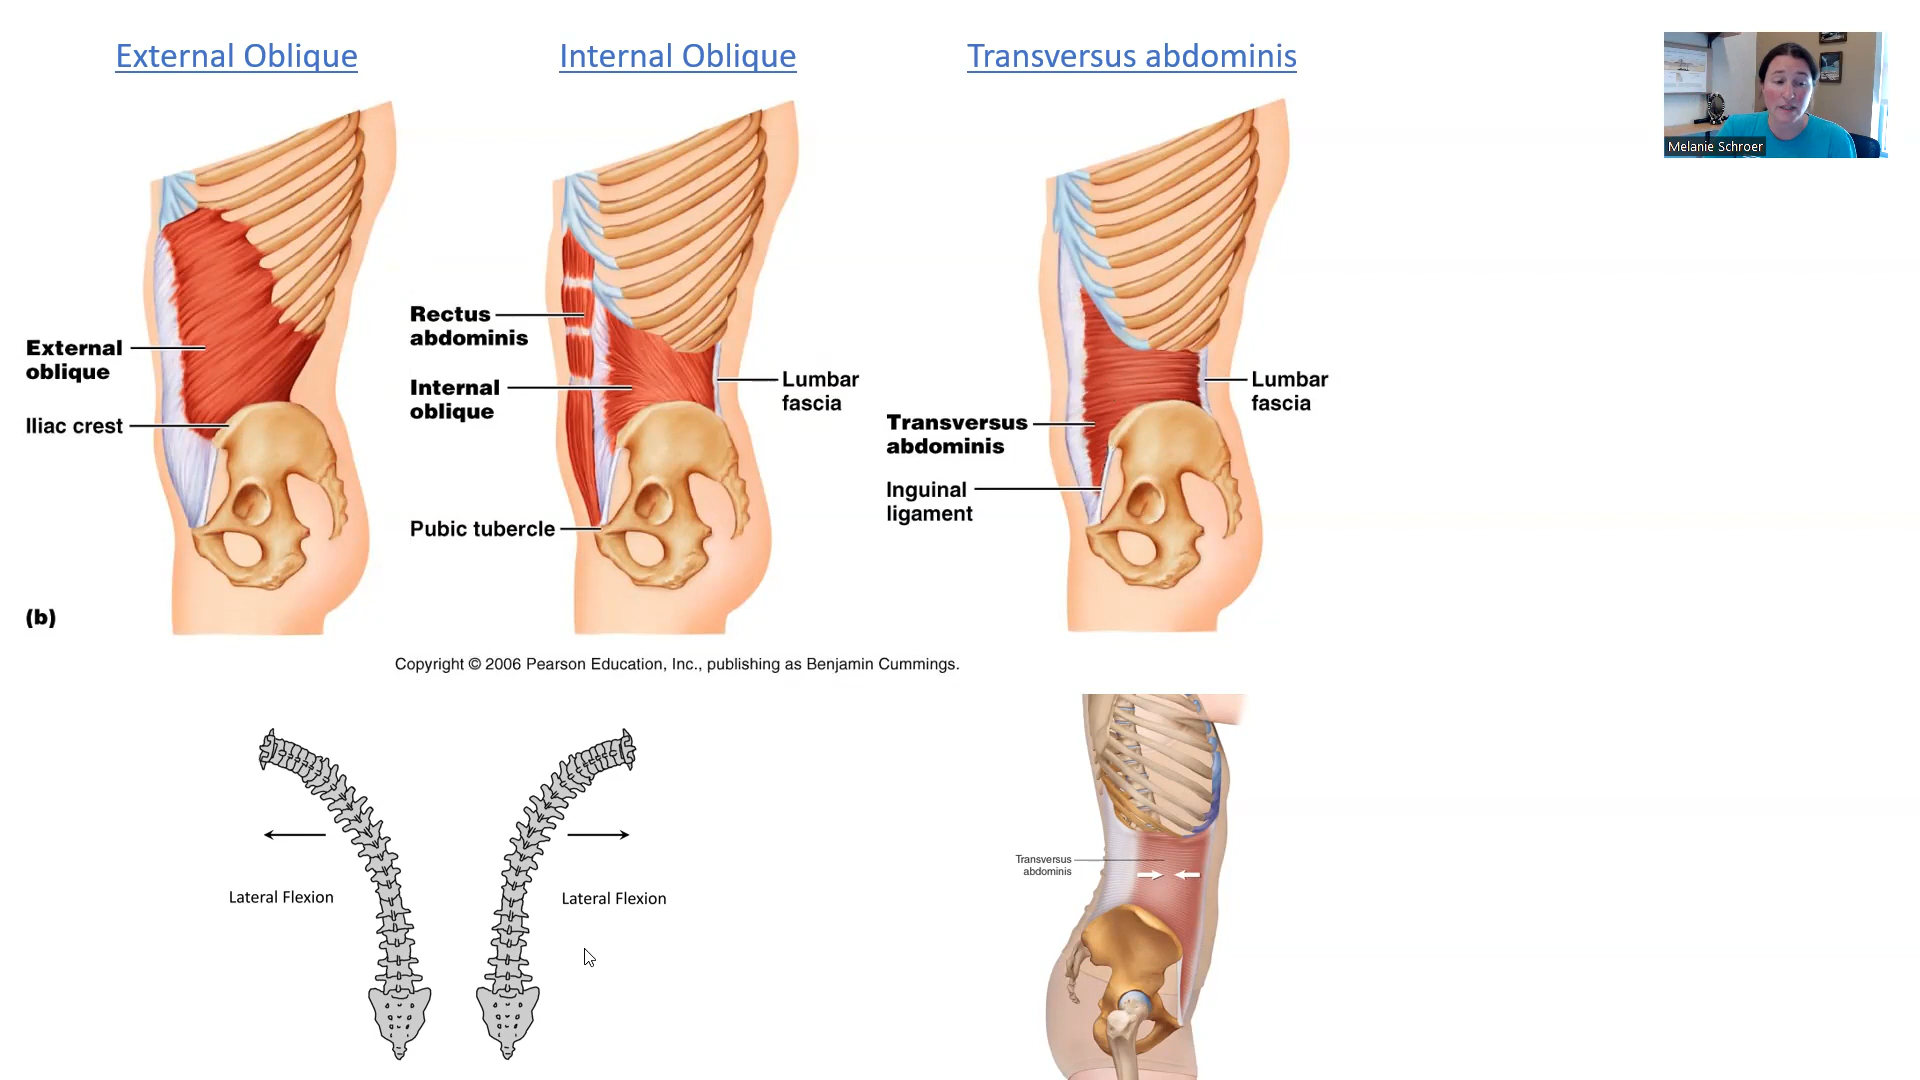 External Oblique
Internal Oblique
Transversus abdominis
Melanie Schroer
External
oblique
Iliac crest
Rectus
abdominis
Internal
oblique
Lumbar
fascia
Pubic tubercle
Transversus
abdominis
Lumbar
fascia
Inguinal
ligament
(b)
Copyright © 2006 Pearson Education, Inc., publishing as Benjamin Cummings.
Lateral Flexion
Lateral Flexion
Transversus
abdominis